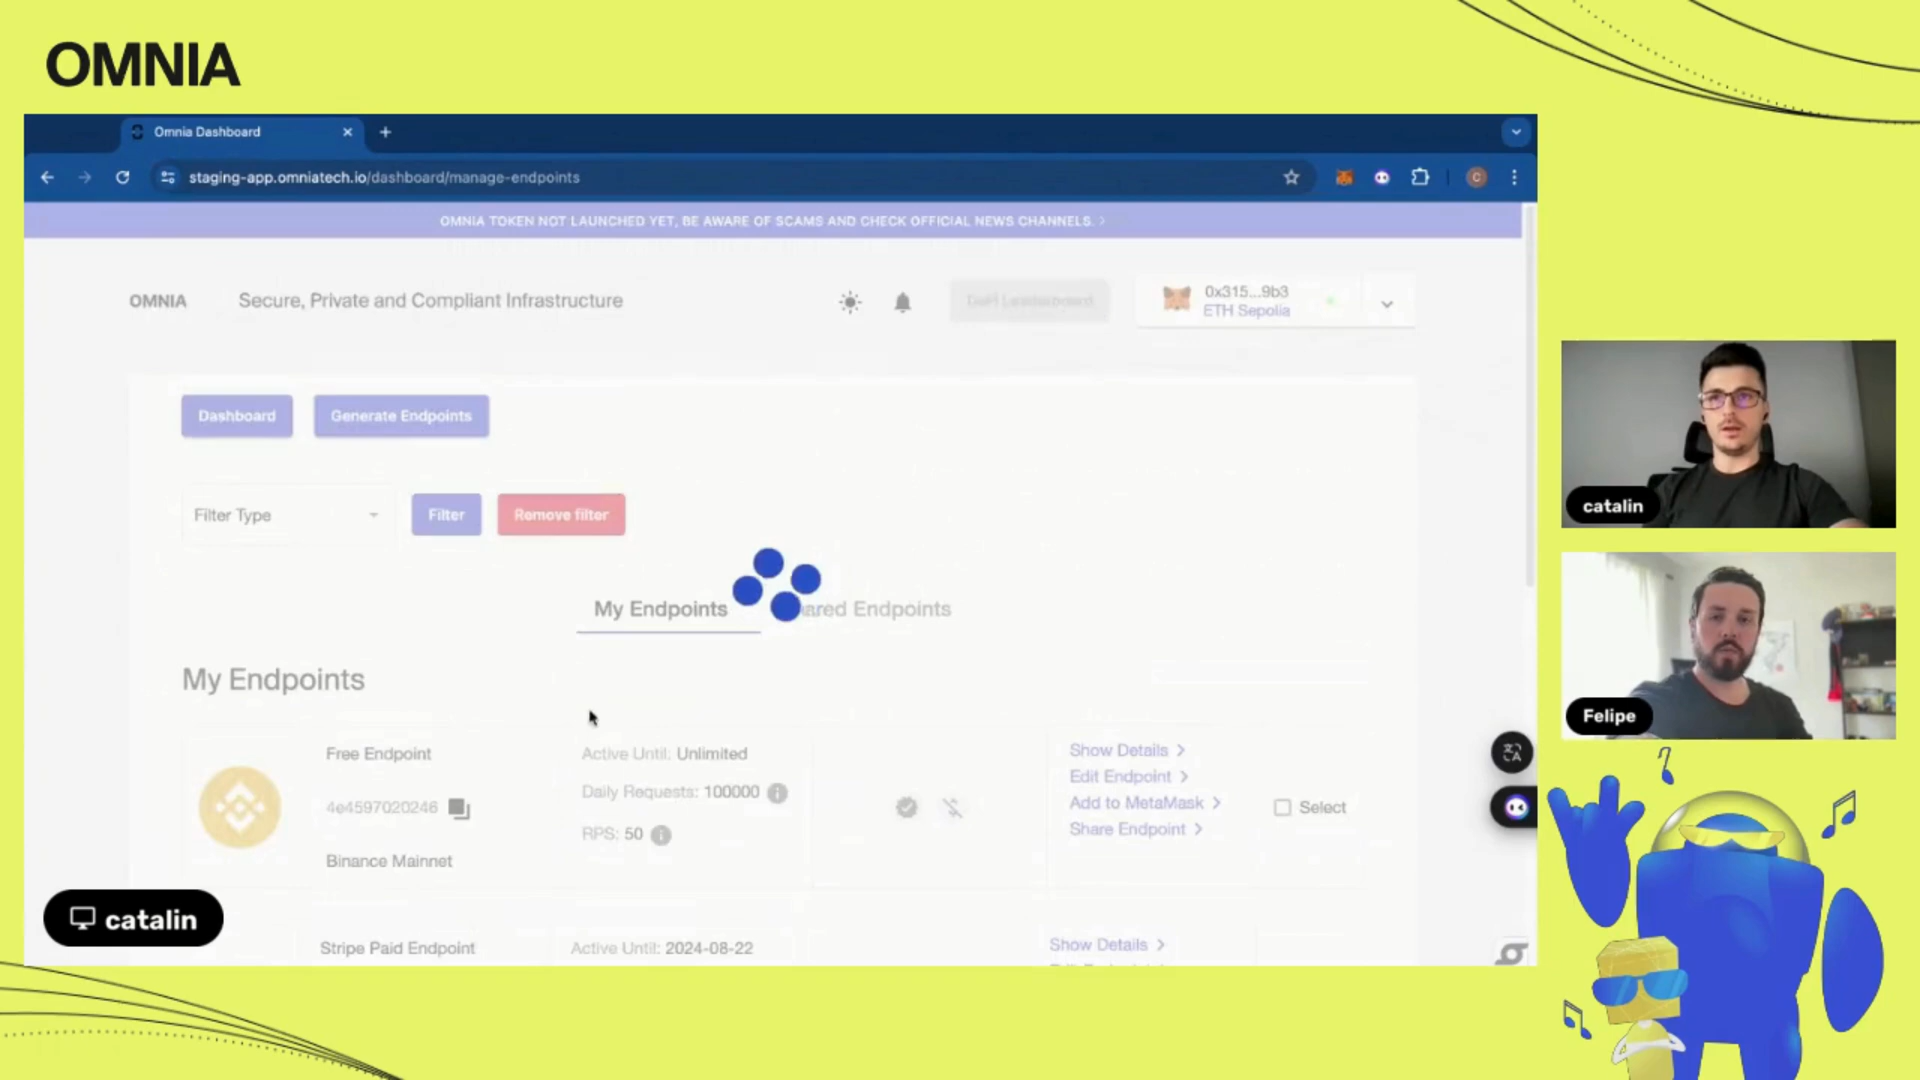 OMNIA
Omnia Dashboard
staging-app.omniatech.io/dashboard/manage-endpoints
C
OMNIA TOKEN NOT LAUNCHED YET, BE AWARE OF SCAMS AND CHECK OFFICIAL NEWS CHANNELS. >
OMNIA
Secure, Private and Compliant Infrastructure
DeFi Leaderboard
0x315...9b3
ETH Sepolia
Dashboard
Generate Endpoints
Filter Type
Filter
Remove filter
My Endpoints
ared Endpoints
My Endpoints
Free Endpoint
4e4597020246
Binance Mainnet
Active Until: Unlimited
Daily Requests: 100000
RPS: 50
Show Details >
Edit Endpoint >
Add to MetaMask >
Share Endpoint >
Select
Stripe Paid Endpoint
Active Until: 2024-08-22
Show Details >
catalin
catalin
Felipe